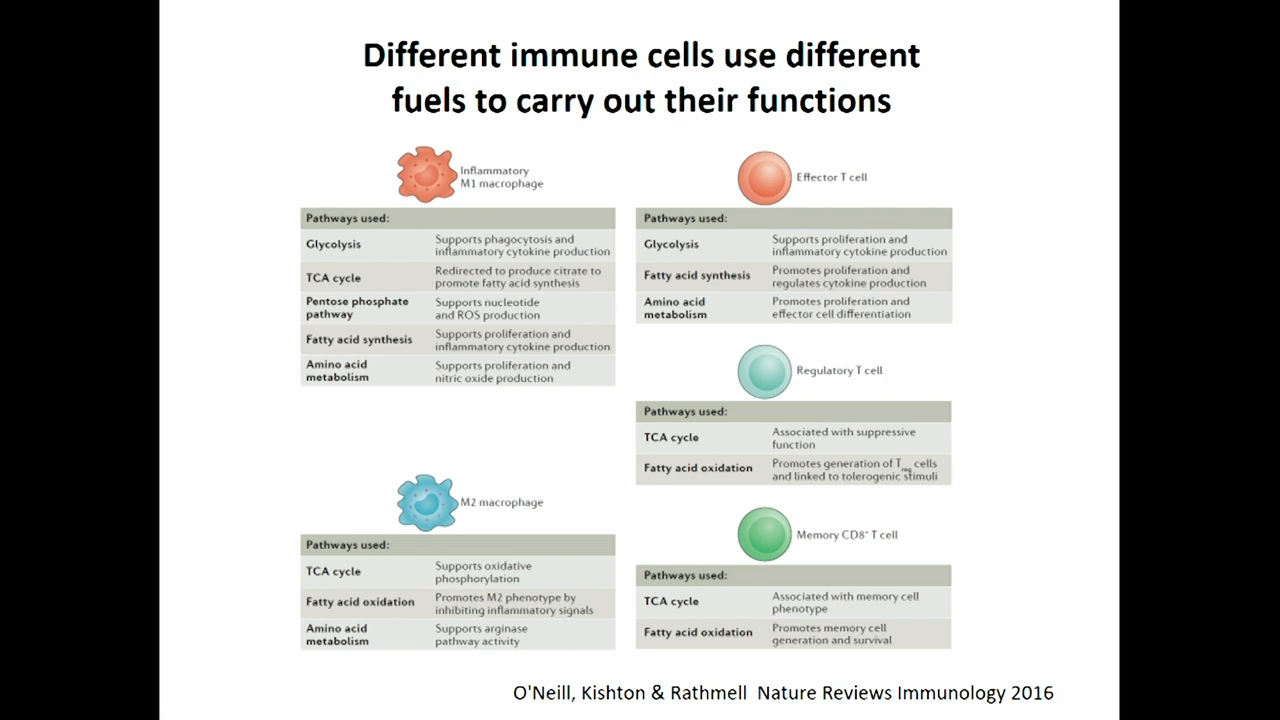 Different immune cells use different
fuels to carry out their functions
Inflammatory
M1 macrophage
Pathways used:
Glycolysis
Supports phagocytosis and
inflammatory cytokine production
TCA cycle
Redirected to produce citrate to
promote fatty acid synthesis
Pentose phosphate
pathway
Supports nucleotide
and ROS production
Fatty acid synthesis
Supports proliferation and
inflammatory cytokine production
Amino acid
metabolism
Supports proliferation and
nitric oxide production
M2 macrophage
Pathways used:
TCA cycle
Supports oxidative
phosphorylation
Fatty acid oxidation
Promotes M2 phenotype by
inhibiting inflammatory signals
Amino acid
metabolism
Supports arginase
pathway activity
Effector T cell
Pathways used:
Glycolysis
Supports proliferation and
inflammatory cytokine production
Fatty acid synthesis
Promotes proliferation and
regulates cytokine production
Amino acid
metabolism
Promotes proliferation and
effector cell differentiation
Regulatory T cell
Pathways used:
TCA cycle
Associated with suppressive
function
Fatty acid oxidation
Promotes generation of Treg cells
and linked to tolerogenic stimuli
Memory CD8⁺ T cell
Pathways used:
TCA cycle
Associated with memory cell
phenotype
Fatty acid oxidation
Promotes memory cell
generation and survival
O'Neill, Kishton & Rathmell Nature Reviews Immunology 2016